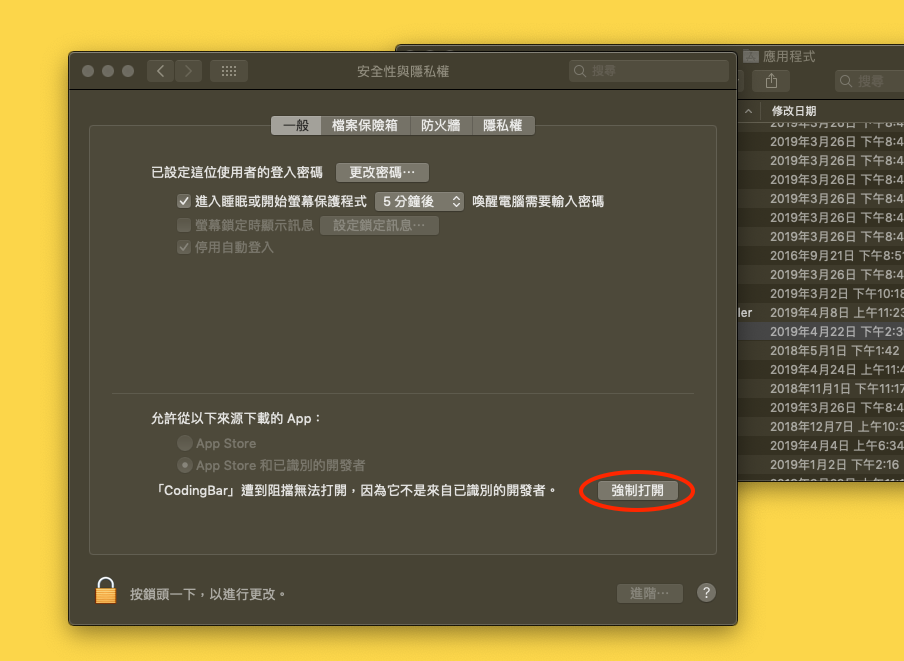 安全性與隱私權
搜尋
一般
檔案保險箱
防火牆
隱私權
已設定這位使用者的登入密碼
更改密碼⋯
進入睡眠或開始螢幕保護程式
5 分鐘後
喚醒電腦需要輸入密碼
螢幕鎖定時顯示訊息
設定鎖定訊息⋯
停用自動登入
允許從以下來源下載的 App：
App Store
App Store 和已識別的開發者
「CodingBar」遭到阻擋無法打開，因為它不是來自已識別的開發者。
強制打開
按鎖頭一下，以進行更改。
進階⋯
?
應用程式
搜尋
修改日期
2019年3月26日 下午8:4
2019年3月26日 下午8:4
2019年3月26日 下午8:4
2019年3月26日 下午8:4
2019年3月26日 下午8:4
2019年3月26日 下午8:4
2019年3月26日 下午8:4
2016年9月21日 下午8:51
2019年3月26日 下午8:4
2019年3月2日 下午10:18
ler 2019年4月8日 上午11:23
2019年4月22日 下午2:3
2018年5月1日 下午1:42
2019年4月24日 上午11:4
2018年11月1日 下午11:17
2019年3月26日 下午8:4
2018年12月7日 上午10:3
2019年4月4日 上午6:34
2019年1月2日 下午2:16